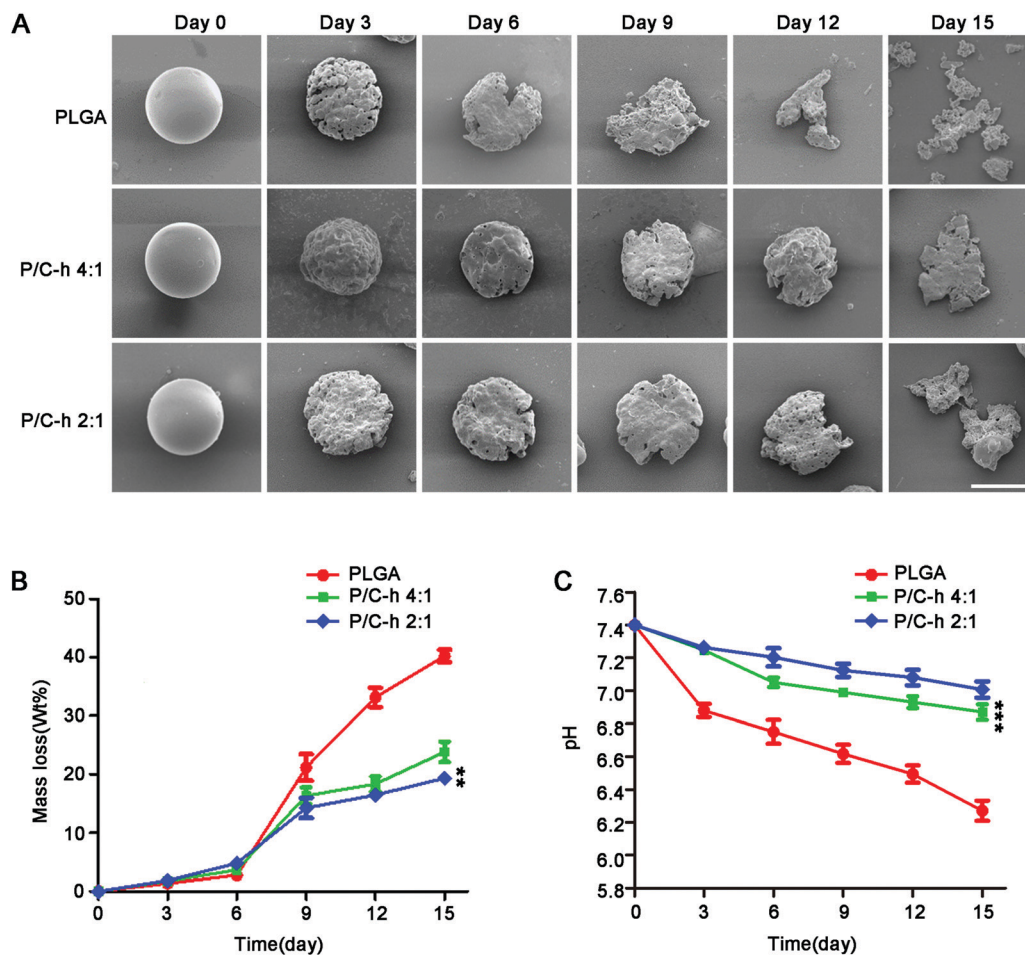 A
Day 0 Day 3 Day 6 Day 9 Day 12 Day 15
PLGA
P/C-h 4:1
P/C-h 2:1
B
PLGA
P/C-h 4:1
P/C-h 2:1
50
40
30
20
10
0
Mass loss(Wt%)
**
0 3 6 9 12 15
Time(day)
C
PLGA
P/C-h 4:1
P/C-h 2:1
7.6
7.4
7.2
7.0
6.8
6.6
6.4
6.2
6.0
5.8
pH
***
0 3 6 9 12 15
Time(day)